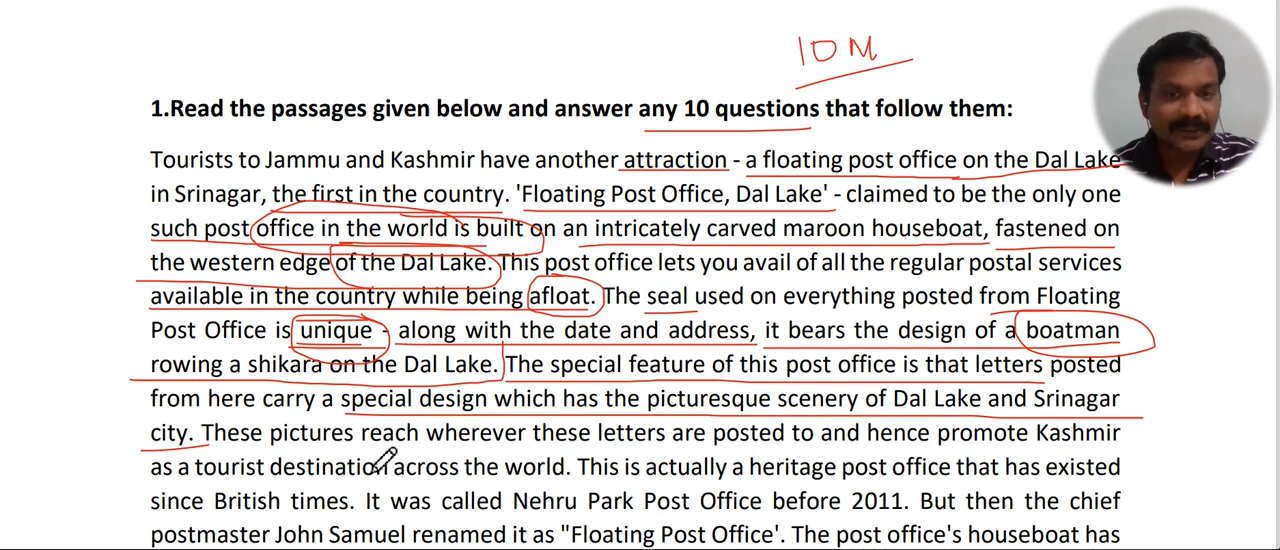 10 M
1.Read the passages given below and answer any 10 questions that follow them:
Tourists to Jammu and Kashmir have another attraction - a floating post office on the Dal Lake
in Srinagar, the first in the country. 'Floating Post Office, Dal Lake' - claimed to be the only one
such post office in the world is built on an intricately carved maroon houseboat, fastened on
the western edge of the Dal Lake. This post office lets you avail of all the regular postal services
available in the country while being afloat. The seal used on everything posted from Floating
Post Office is unique - along with the date and address, it bears the design of a boatman
rowing a shikara on the Dal Lake. The special feature of this post office is that letters posted
from here carry a special design which has the picturesque scenery of Dal Lake and Srinagar
city. These pictures reach wherever these letters are posted to and hence promote Kashmir
as a tourist destination across the world. This is actually a heritage post office that has existed
since British times. It was called Nehru Park Post Office before 2011. But then the chief
postmaster John Samuel renamed it as "Floating Post Office'. The post office's houseboat has